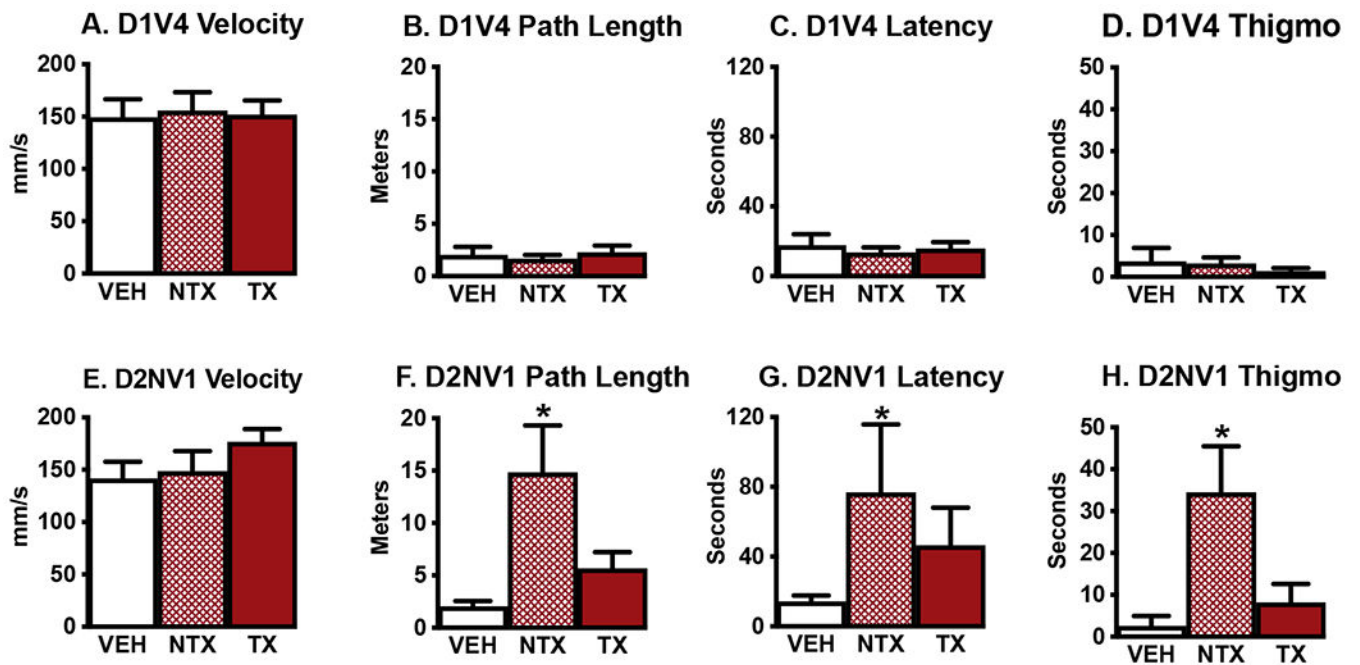 A. D1V4 Velocity
mm/s
200
150
100
50
0
VEH NTX TX
B. D1V4 Path Length
Meters
20
15
10
5
0
VEH NTX TX
C. D1V4 Latency
Seconds
120
80
40
0
VEH NTX TX
D. D1V4 Thigmo
Seconds
50
40
30
20
10
0
VEH NTX TX
E. D2NV1 Velocity
mm/s
200
150
100
50
0
VEH NTX TX
F. D2NV1 Path Length
Meters
20
15
10
5
0
*
VEH NTX TX
G. D2NV1 Latency
Seconds
120
80
40
0
*
VEH NTX TX
H. D2NV1 Thigmo
Seconds
50
40
30
20
10
0
*
VEH NTX TX